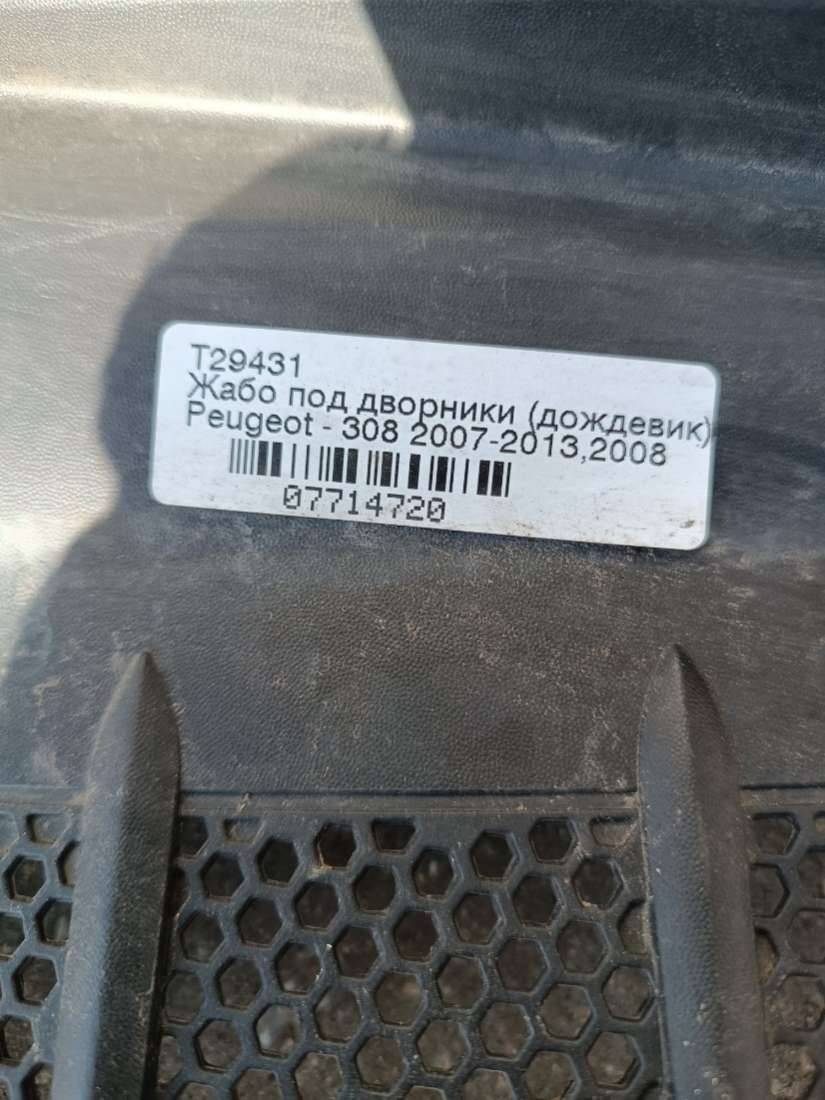 T29431
Жабо под дворники (дождевик)
Peugeot - 308 2007-2013,2008
07714720